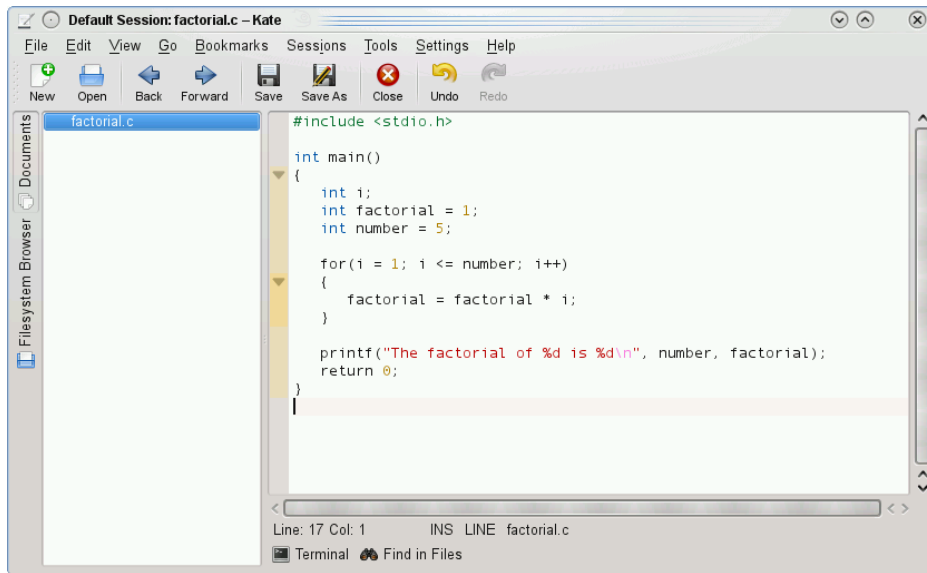 Default Session: factorial.c – Kate
File Edit View Go Bookmarks Sessions Tools Settings Help
New Open Back Forward Save Save As Close Undo Redo
Documents
Filesystem Browser
factorial.c
#include <stdio.h>
int main()
{
   int i;
   int factorial = 1;
   int number = 5;
   for(i = 1; i <= number; i++)
   {
      factorial = factorial * i;
   }
   printf("The factorial of %d is %d\n", number, factorial);
   return 0;
}
Line: 17 Col: 1 INS LINE factorial.c
Terminal Find in Files